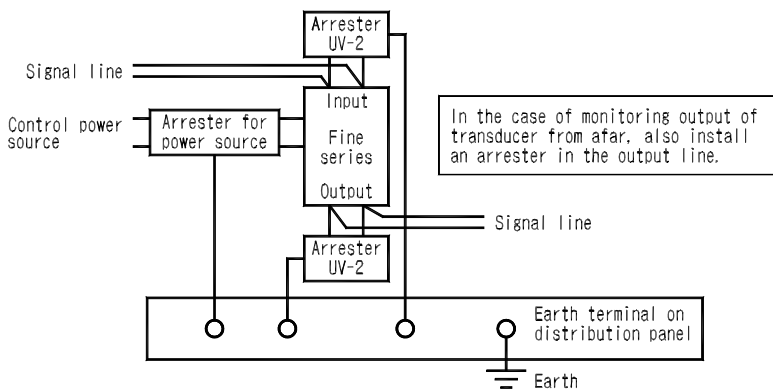 Arrester
UV-2
Signal line
Input
Control power
source
Arrester for
power source
Fine
series
In the case of monitoring output of
transducer from afar, also install
an arrester in the output line.
Output
Signal line
Arrester
UV-2
Earth terminal on
distribution panel
Earth